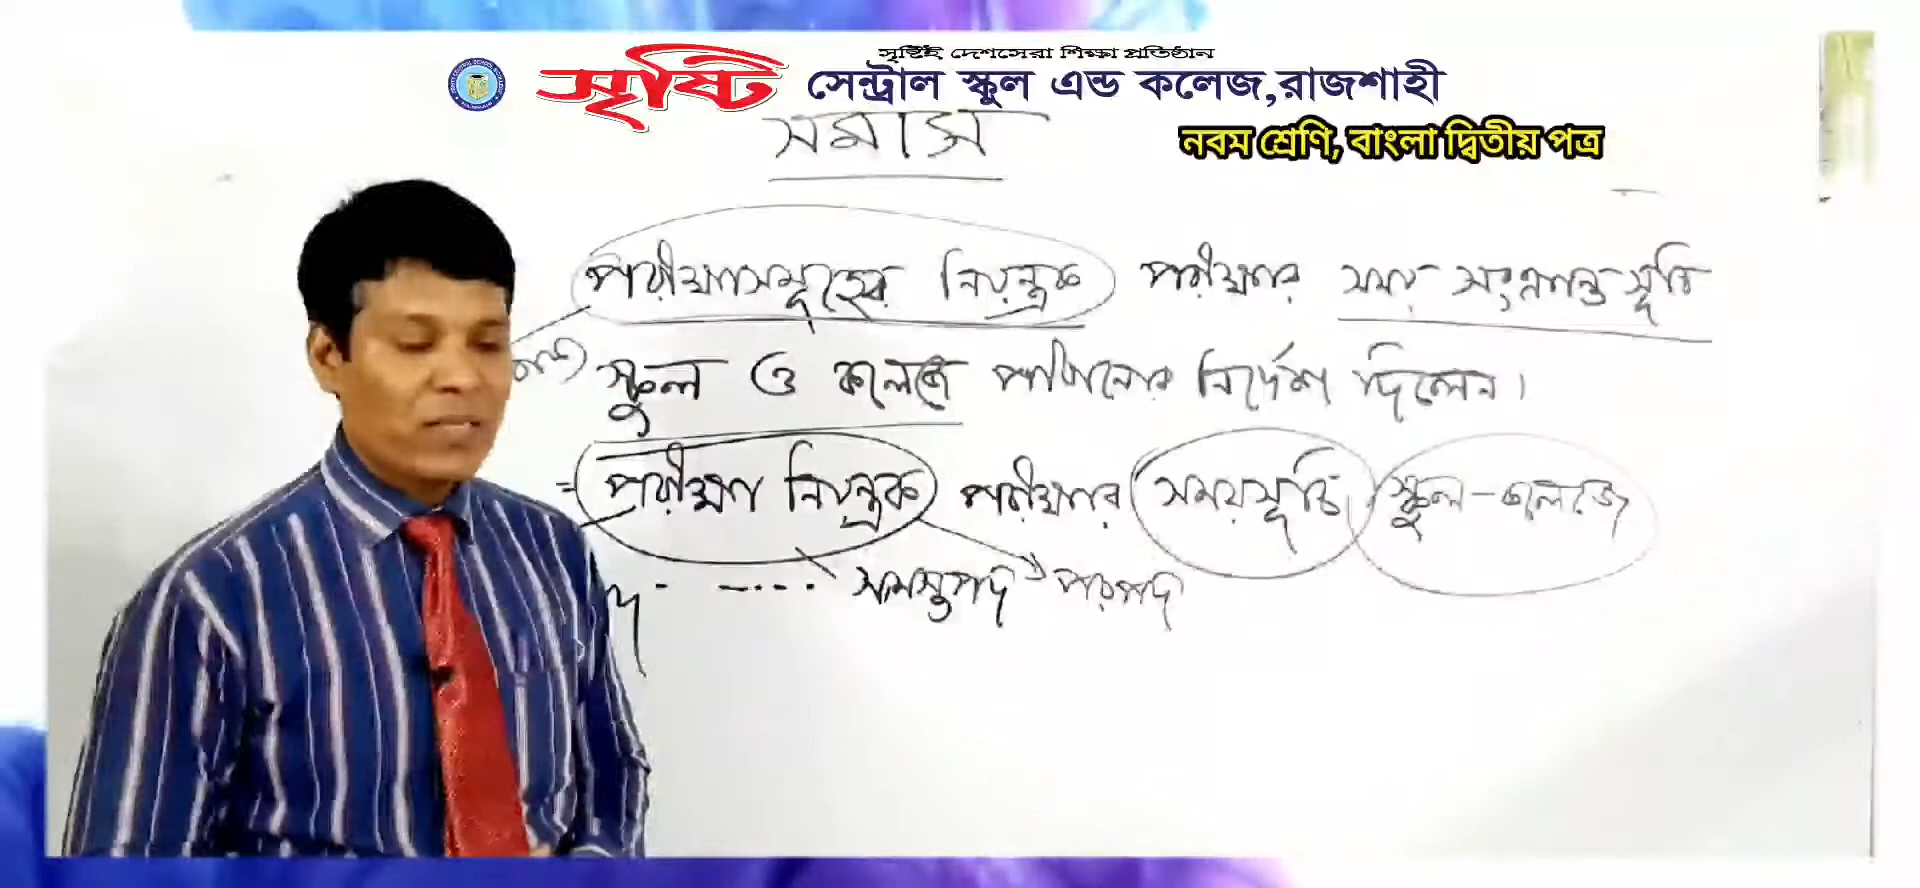 সৃষ্টিই দেশসেরা শিক্ষা প্রতিষ্ঠান
সৃষ্টি সেন্ট্রাল স্কুল এন্ড কলেজ,রাজশাহী
নবম শ্রেণি, বাংলা দ্বিতীয় পত্র
সমাস
পরীক্ষাসমূহের নিয়ন্ত্রক পরীক্ষার সময় সংক্রান্ত সূচি
স্কুল ও কলেজে পাঠানোর নির্দেশ দিলেন।
= পরীক্ষা নিয়ন্ত্রক পরীক্ষার সময়সূচি স্কুল-কলেজে
সমস্তপদ পরপদ